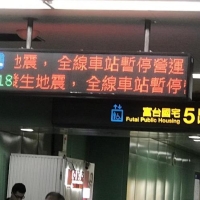 地震，全線車站暫停營運
18發生地震，全線車站暫停
富台國宅 5
Futai Public Housing